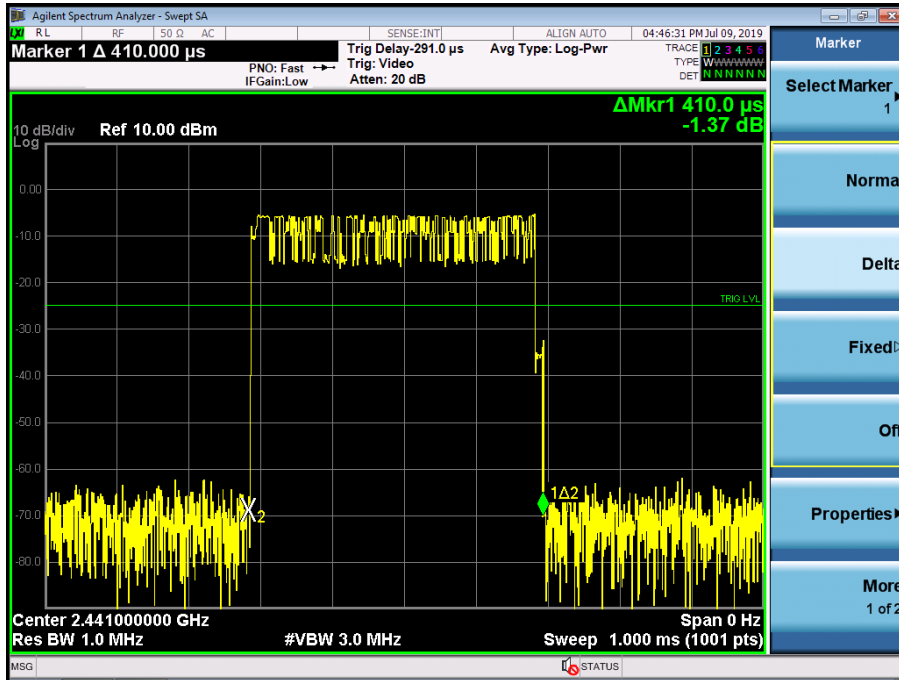 Agilent Spectrum Analyzer - Swept SA
LXI RL RF 50 Ω AC SENSE:INT ALIGN AUTO 04:46:31 PM Jul 09, 2019
Marker 1 Δ 410.000 µs
PNO: Fast
IFGain:Low
Trig Delay-291.0 µs
Trig: Video
Atten: 20 dB
Avg Type: Log-Pwr
TRACE 1 2 3 4 5 6
TYPE WWWWWW
DET N N N N N N
ΔMkr1 410.0 µs
-1.37 dB
10 dB/div Ref 10.00 dBm
Log
0.00
-10.0
-20.0
TRIG LVL
-30.0
-40.0
-50.0
-60.0
1Δ2
-70.0
X2
-80.0
Center 2.441000000 GHz Span 0 Hz
Res BW 1.0 MHz #VBW 3.0 MHz Sweep 1.000 ms (1001 pts)
MSG STATUS
Marker
Select Marker
1
Norma
Delta
Fixed
Off
Properties
More
1 of 2